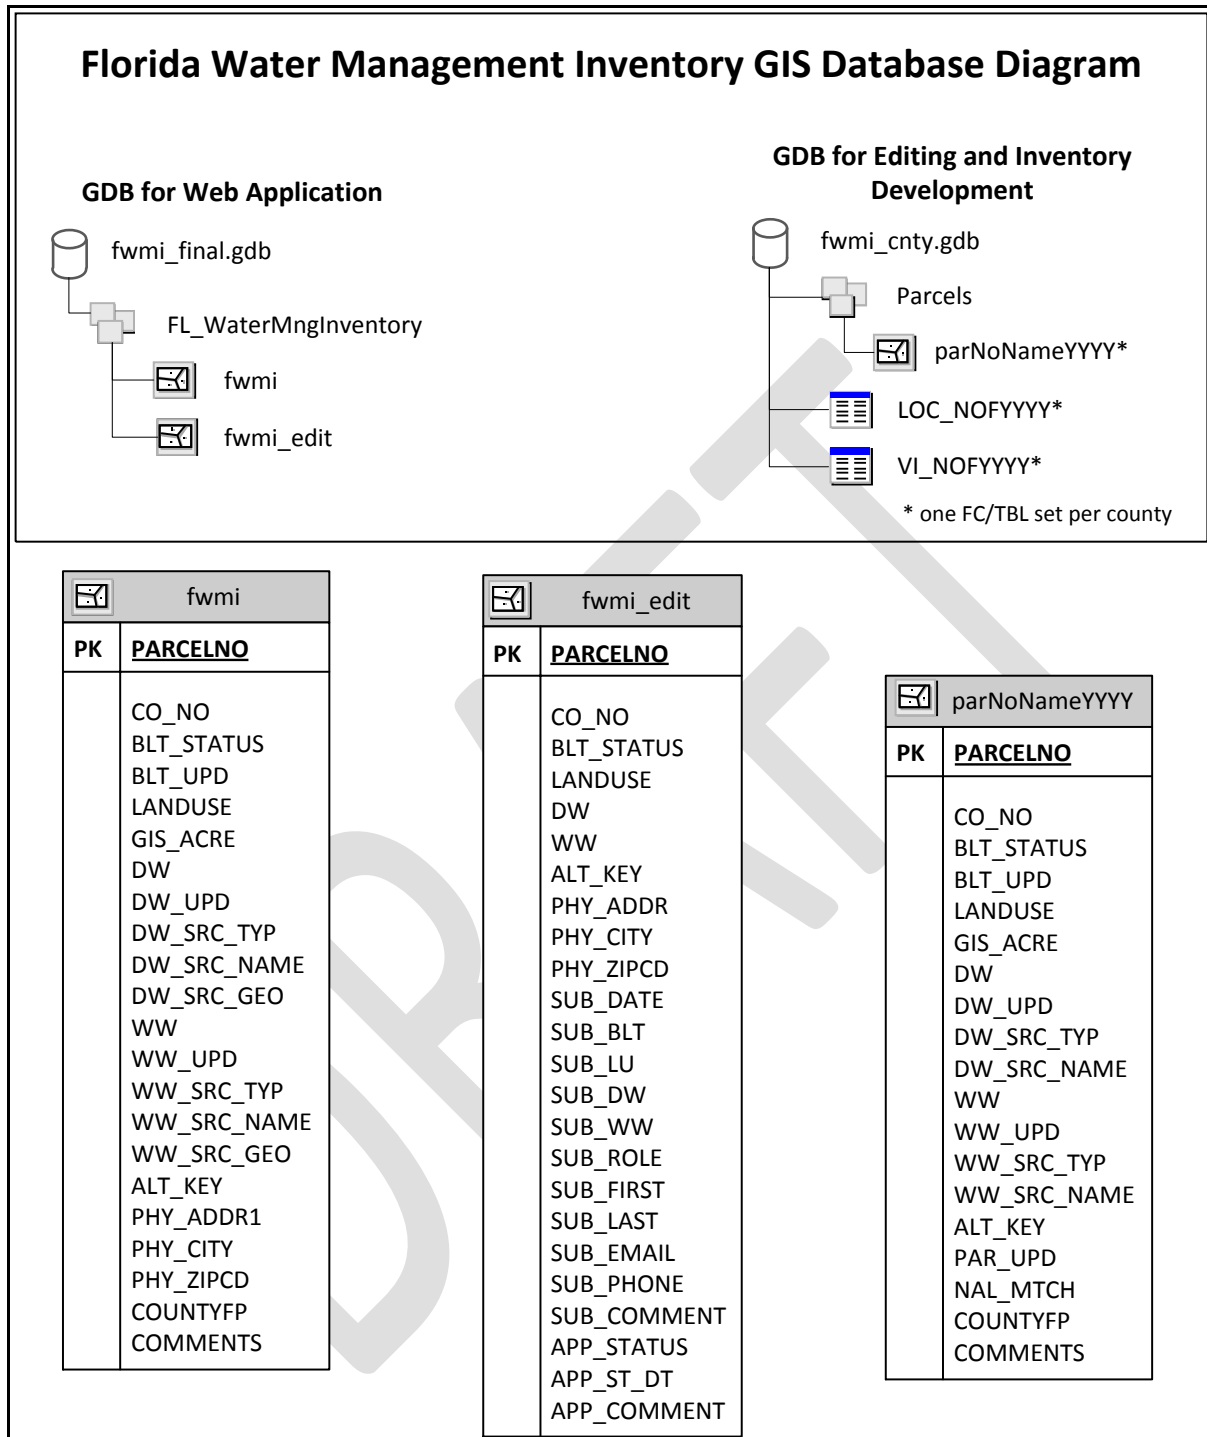 Florida Water Management Inventory GIS Database Diagram
GDB for Web Application
fwmi_final.gdb
FL_WaterMngInventory
fwmi
fwmi_edit
GDB for Editing and Inventory
Development
fwmi_cnty.gdb
Parcels
parNoNameYYYY*
LOC_NOFYYYY*
VI_NOFYYYY*
* one FC/TBL set per county
DRAFT
fwmi
PK PARCELNO
CO_NO
BLT_STATUS
BLT_UPD
LANDUSE
GIS_ACRE
DW
DW_UPD
DW_SRC_TYP
DW_SRC_NAME
DW_SRC_GEO
WW
WW_UPD
WW_SRC_TYP
WW_SRC_NAME
WW_SRC_GEO
ALT_KEY
PHY_ADDR1
PHY_CITY
PHY_ZIPCD
COUNTYFP
COMMENTS
fwmi_edit
PK PARCELNO
CO_NO
BLT_STATUS
LANDUSE
DW
WW
ALT_KEY
PHY_ADDR
PHY_CITY
PHY_ZIPCD
SUB_DATE
SUB_BLT
SUB_LU
SUB_DW
SUB_WW
SUB_ROLE
SUB_FIRST
SUB_LAST
SUB_EMAIL
SUB_PHONE
SUB_COMMENT
APP_STATUS
APP_ST_DT
APP_COMMENT
parNoNameYYYY
PK PARCELNO
CO_NO
BLT_STATUS
BLT_UPD
LANDUSE
GIS_ACRE
DW
DW_UPD
DW_SRC_TYP
DW_SRC_NAME
WW
WW_UPD
WW_SRC_TYP
WW_SRC_NAME
ALT_KEY
PAR_UPD
NAL_MTCH
COUNTYFP
COMMENTS